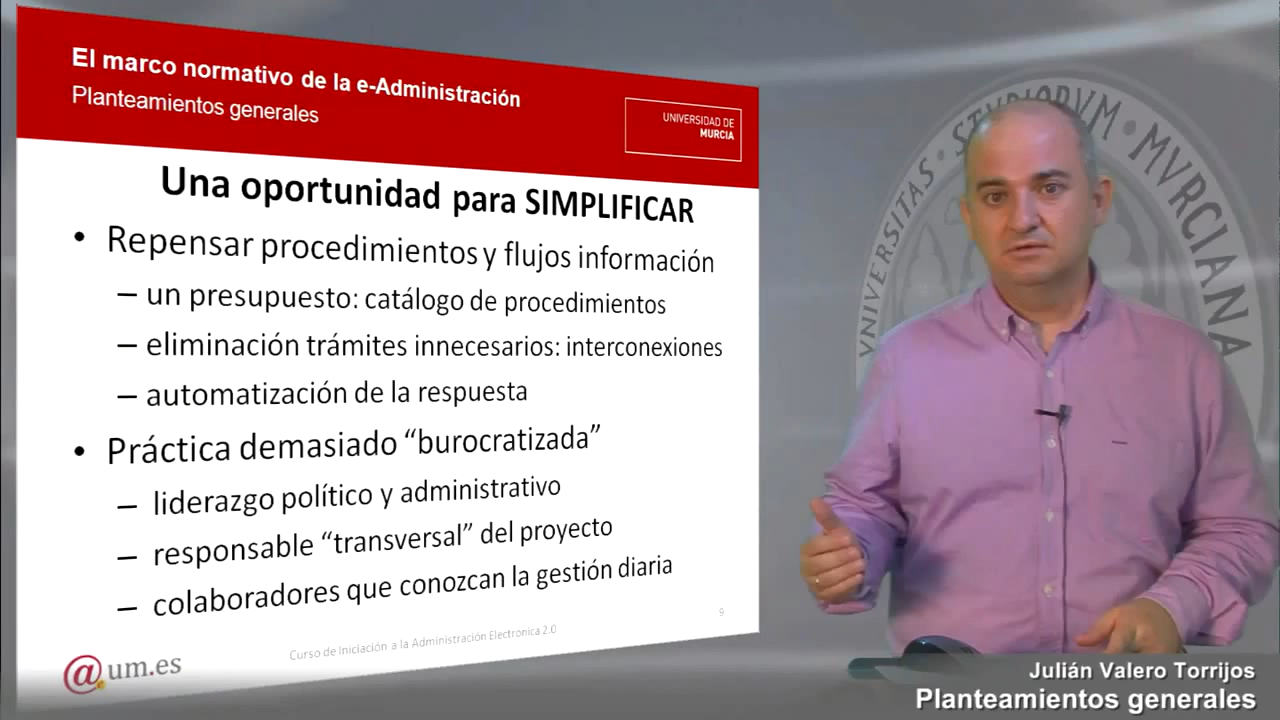 El marco normativo de la e-Administración
Planteamientos generales
UNIVERSIDAD DE
MURCIA
Una oportunidad para SIMPLIFICAR
• Repensar procedimientos y flujos información
– un presupuesto: catálogo de procedimientos
– eliminación trámites innecesarios: interconexiones
– automatización de la respuesta
• Práctica demasiado “burocratizada”
– liderazgo político y administrativo
– responsable “transversal” del proyecto
– colaboradores que conozcan la gestión diaria
9
Curso de Iniciación a la Administración Electronica 2.0
@um.es
VNIVERSITAS · STVDIORVM · MVRCIANA
Julián Valero Torrijos
Planteamientos generales